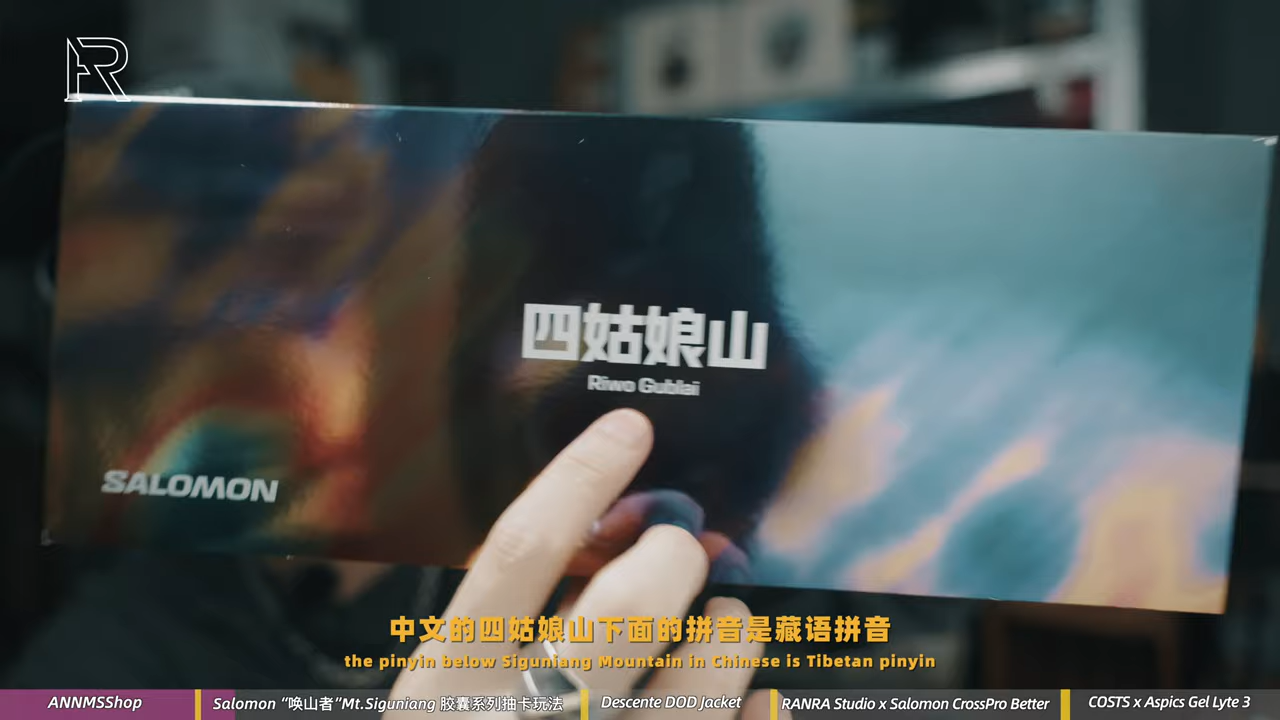 R
四姑娘山
Riwo Gublai
SALOMON
中文的四姑娘山下面的拼音是藏语拼音
the pinyin below Siguniang Mountain in Chinese is Tibetan pinyin
ANNMSShop
Salomon “唤山者”Mt.Siguniang 胶囊系列抽卡玩法
Descente DOD Jacket
RANRA Studio x Salomon CrossPro Better
COSTS x Aspics Gel Lyte 3